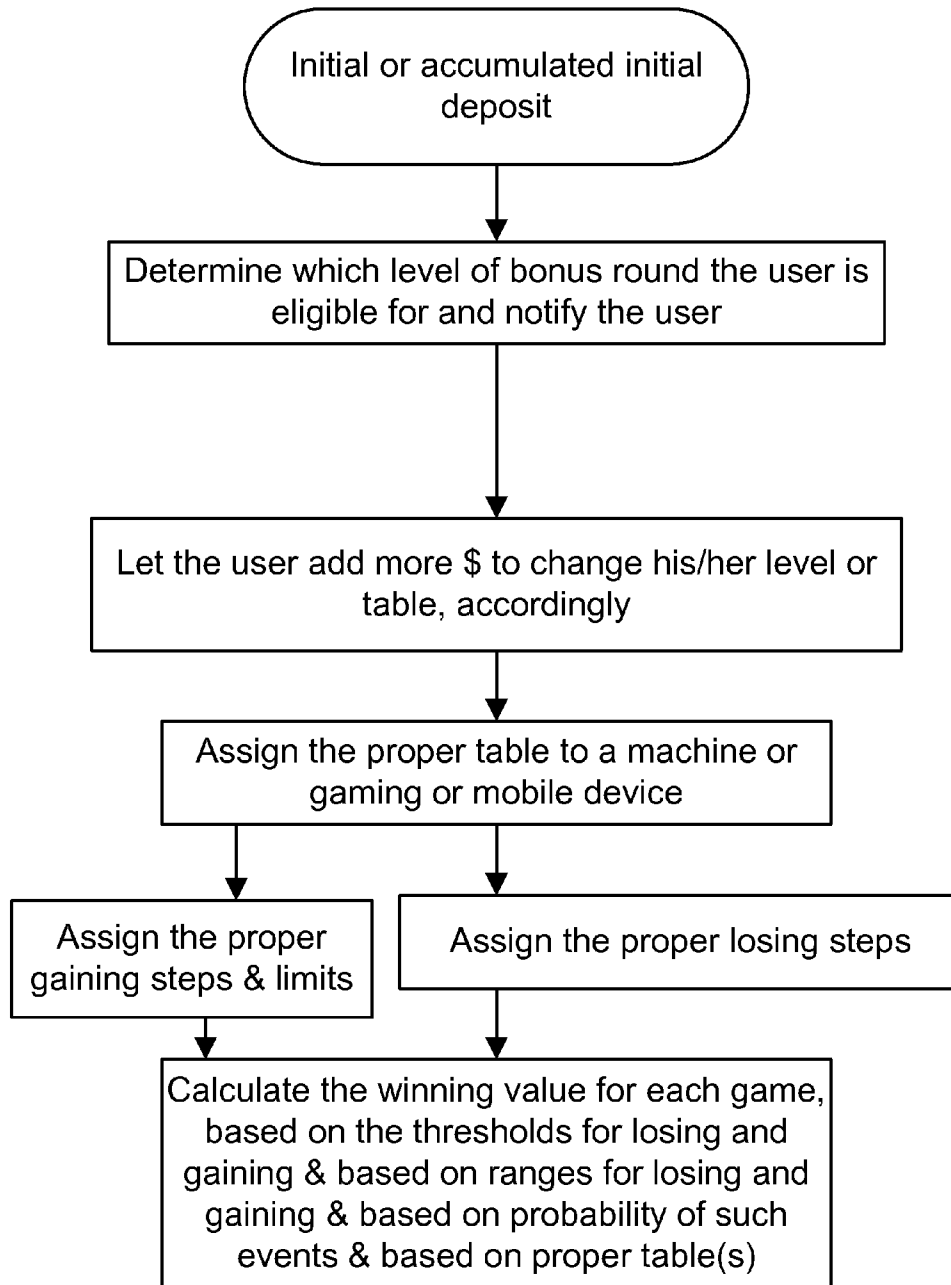 Initial or accumulated initial
deposit
Determine which level of bonus round the user is
eligible for and notify the user
Let the user add more $ to change his/her level or
table, accordingly
Assign the proper table to a machine or
gaming or mobile device
Assign the proper
gaining steps & limits
Assign the proper losing steps
Calculate the winning value for each game,
based on the thresholds for losing and
gaining & based on ranges for losing and
gaining & based on probability of such
events & based on proper table(s)